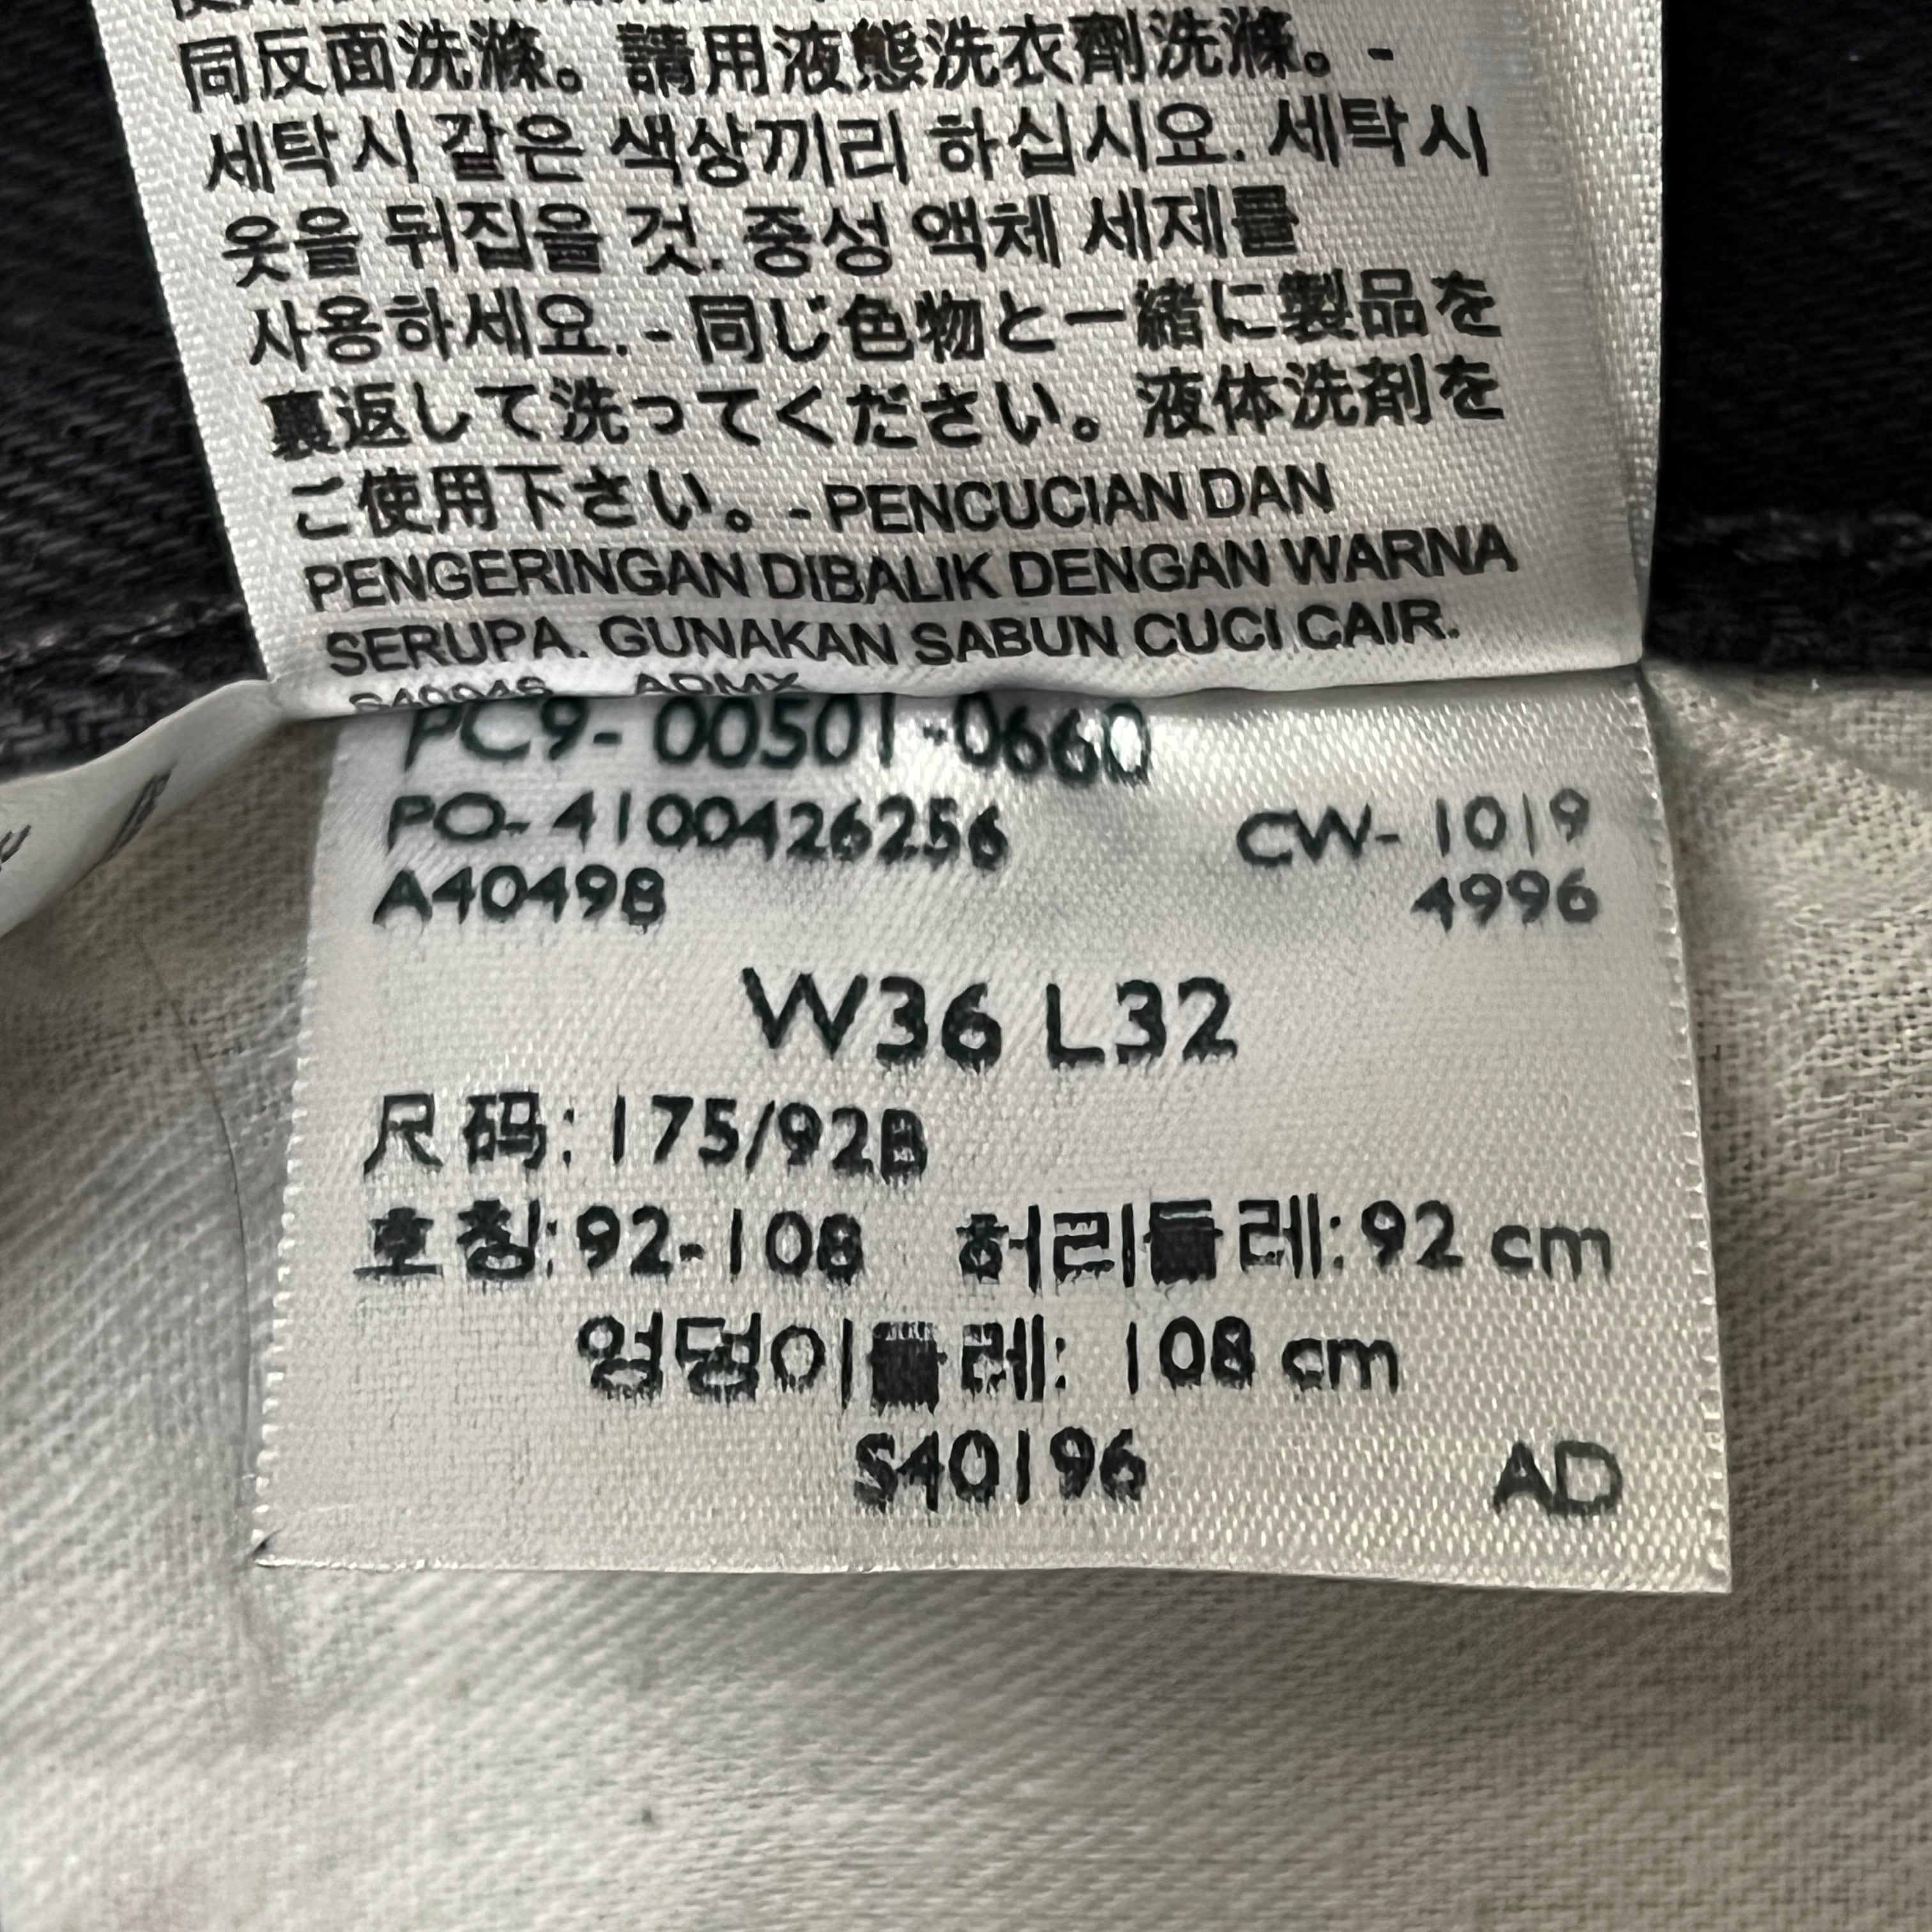 同反面洗滌。請用液態洗衣劑洗滌。-
세탁시 같은 색상끼리 하십시요. 세탁시
옷을 뒤집을 것. 중성 액체 세제를
사용하세요. - 同じ色物と一緒に製品を
裏返して洗ってください。液体洗剤を
ご使用下さい。- PENCUCIAN DAN
PENGERINGAN DIBALIK DENGAN WARNA
SERUPA. GUNAKAN SABUN CUCI CAIR.
PC9- 00501-0660
PO- 4100426256 CW- 1019
A40498 4996
W36 L32
尺码: 175/92B
호칭: 92-108 허리둘레: 92 cm
엉덩이둘레: 108 cm
S40196 AD